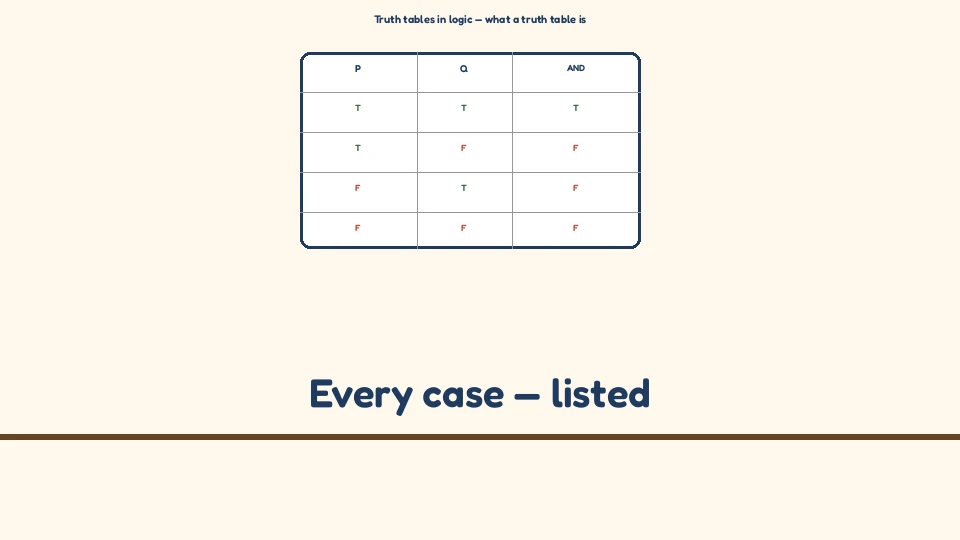 Truth tables in logic — what a truth table is
P Q AND
T T T
T F F
F T F
F F F
Every case — listed